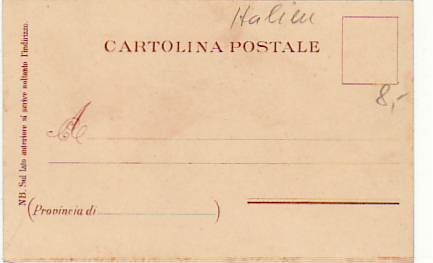 Italien
CARTOLINA POSTALE
8,-
A
(Provincia di )
NB. Sul lato anteriore si scrive soltanto l'indirizzo.